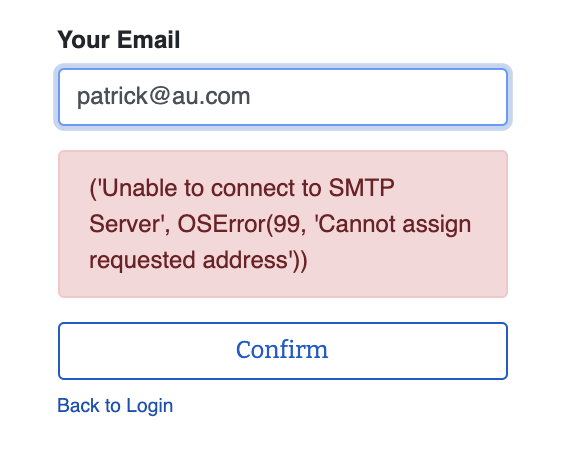 Your Email
patrick@au.com
('Unable to connect to SMTP
Server', OSError(99, 'Cannot assign
requested address'))
Confirm
Back to Login